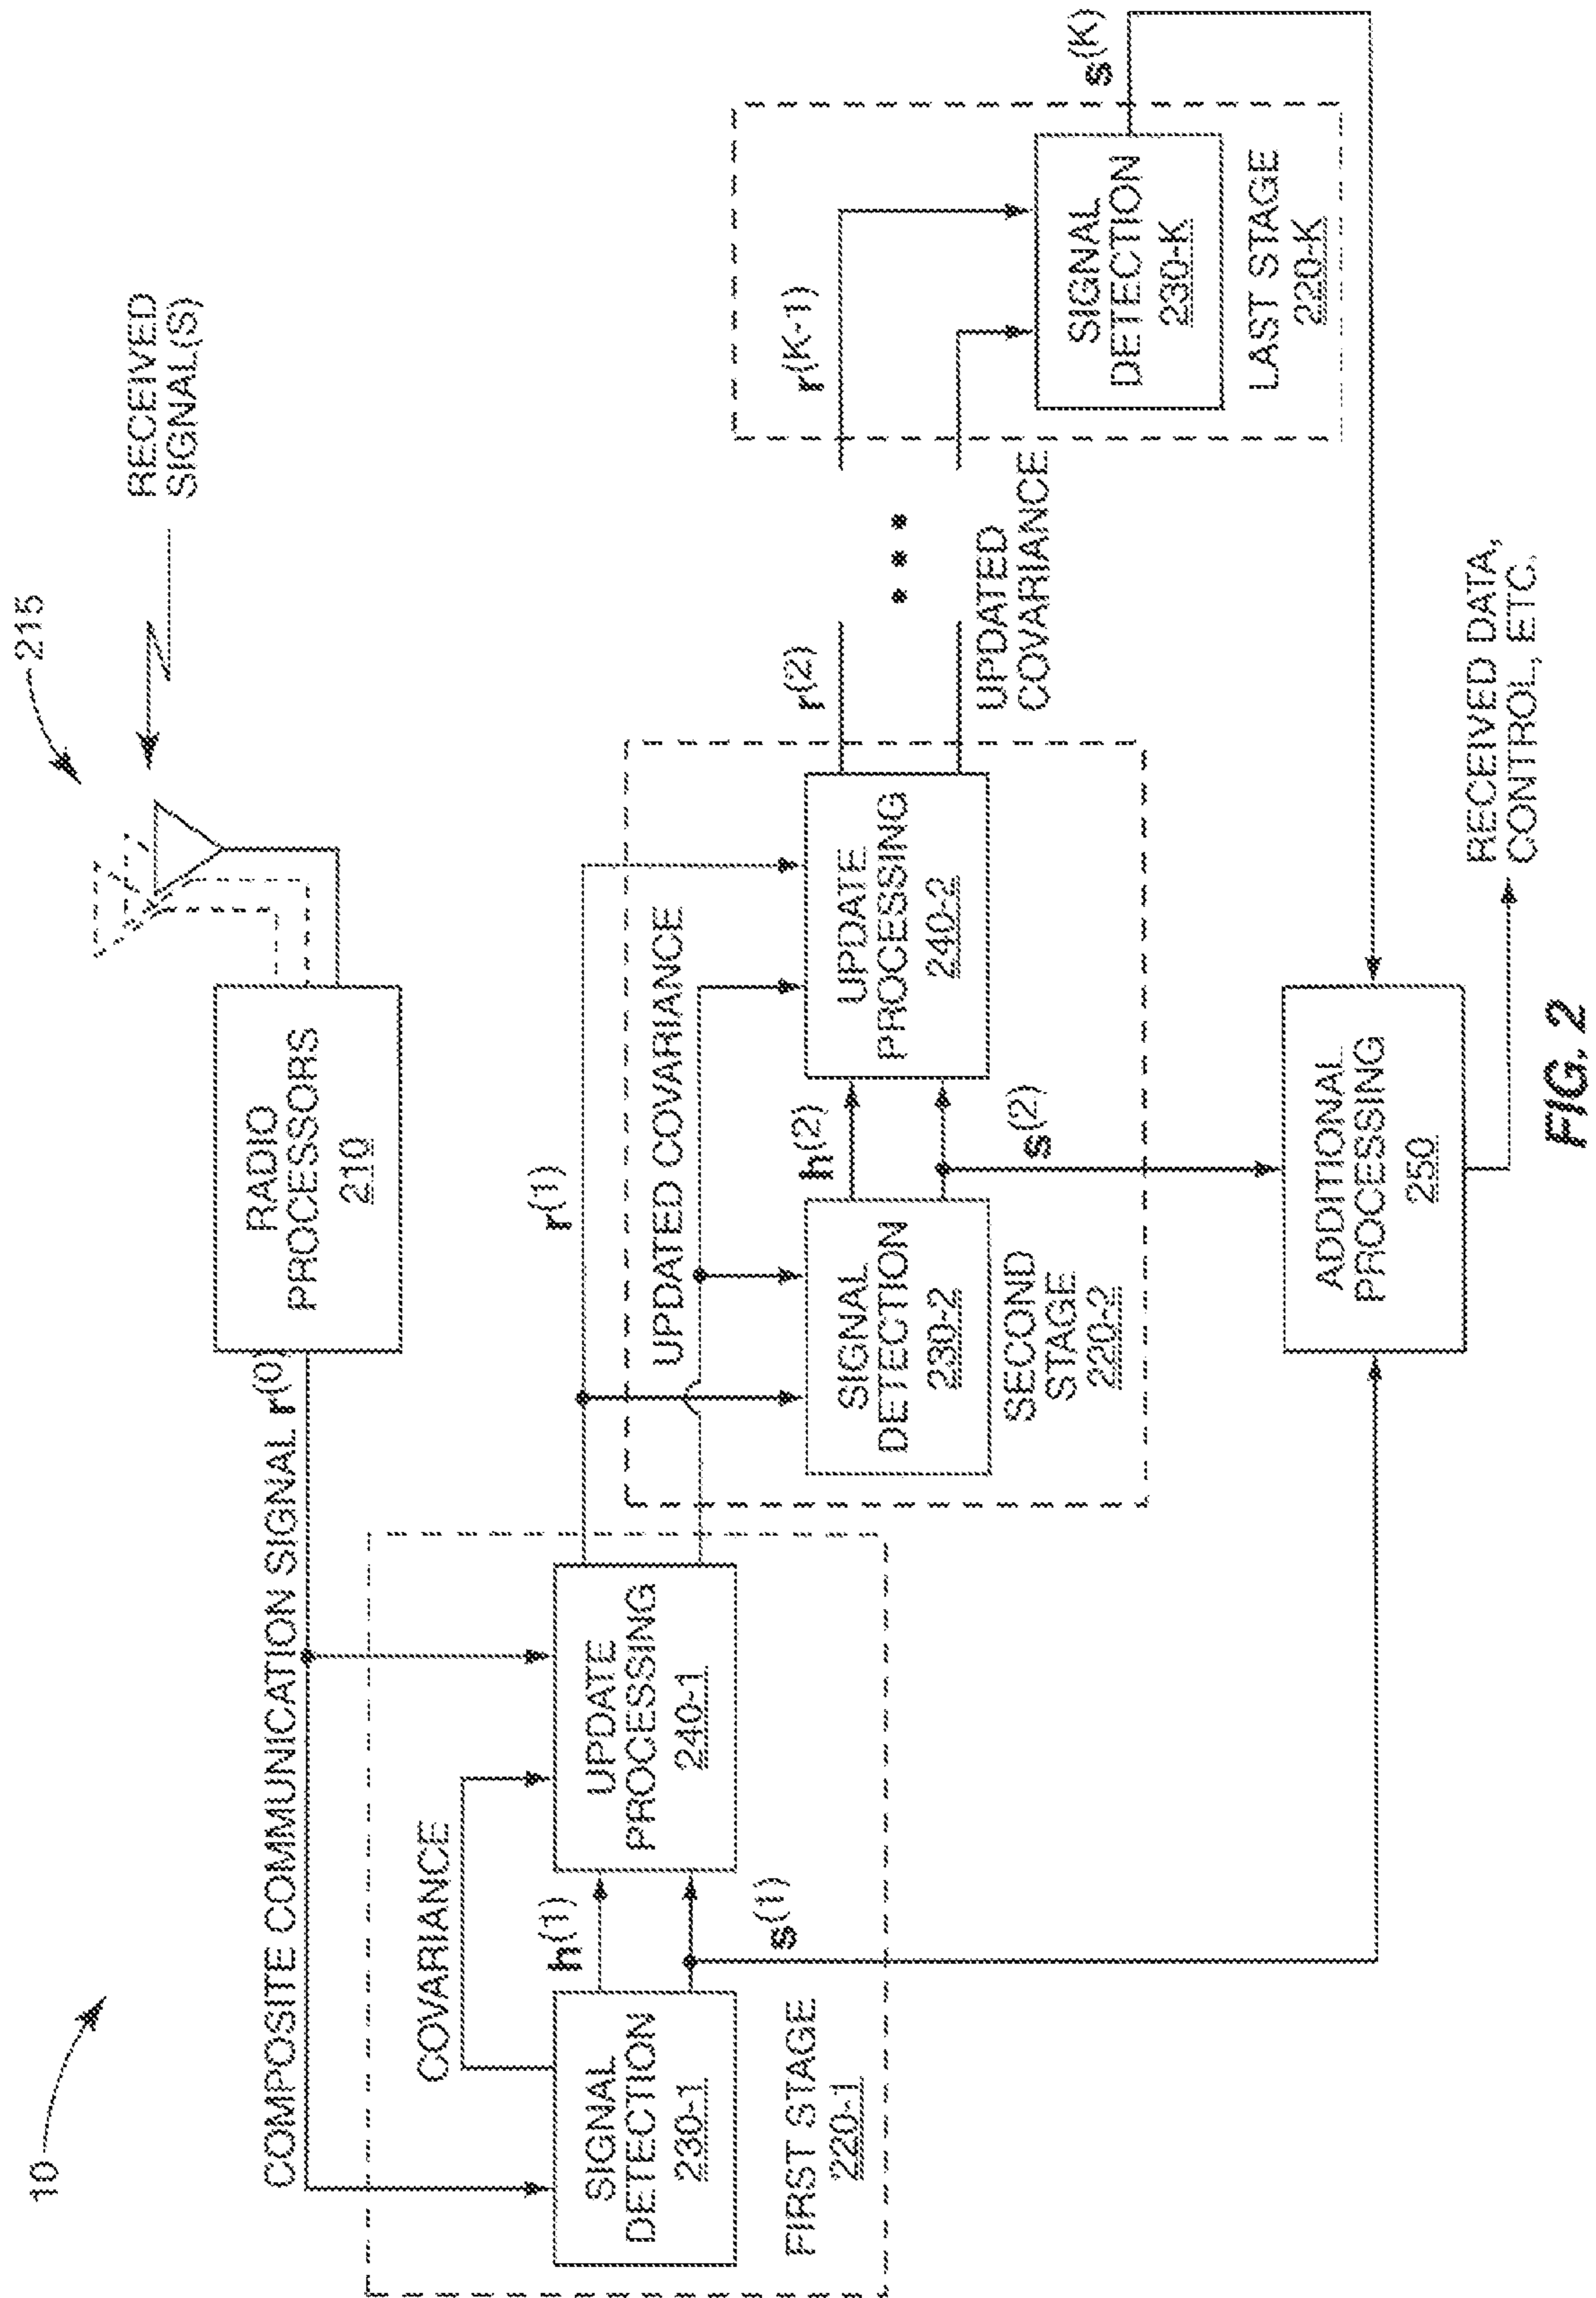 10
215
RECEIVED
SIGNAL(S)
RADIO
PROCESSORS
210
COMPOSITE COMMUNICATION SIGNAL r(0)
COVARIANCE
SIGNAL
DETECTION
230-1
h(1)
s(1)
UPDATE
PROCESSING
240-1
FIRST STAGE
220-1
r(1)
UPDATED COVARIANCE
SIGNAL
DETECTION
230-2
h(2)
s(2)
UPDATE
PROCESSING
240-2
SECOND
STAGE
220-2
r(2)
UPDATED
COVARIANCE
r(K-1)
SIGNAL
DETECTION
230-K
LAST STAGE
220-K
s(K)
ADDITIONAL
PROCESSING
250
RECEIVED DATA,
CONTROL, ETC.
FIG. 2